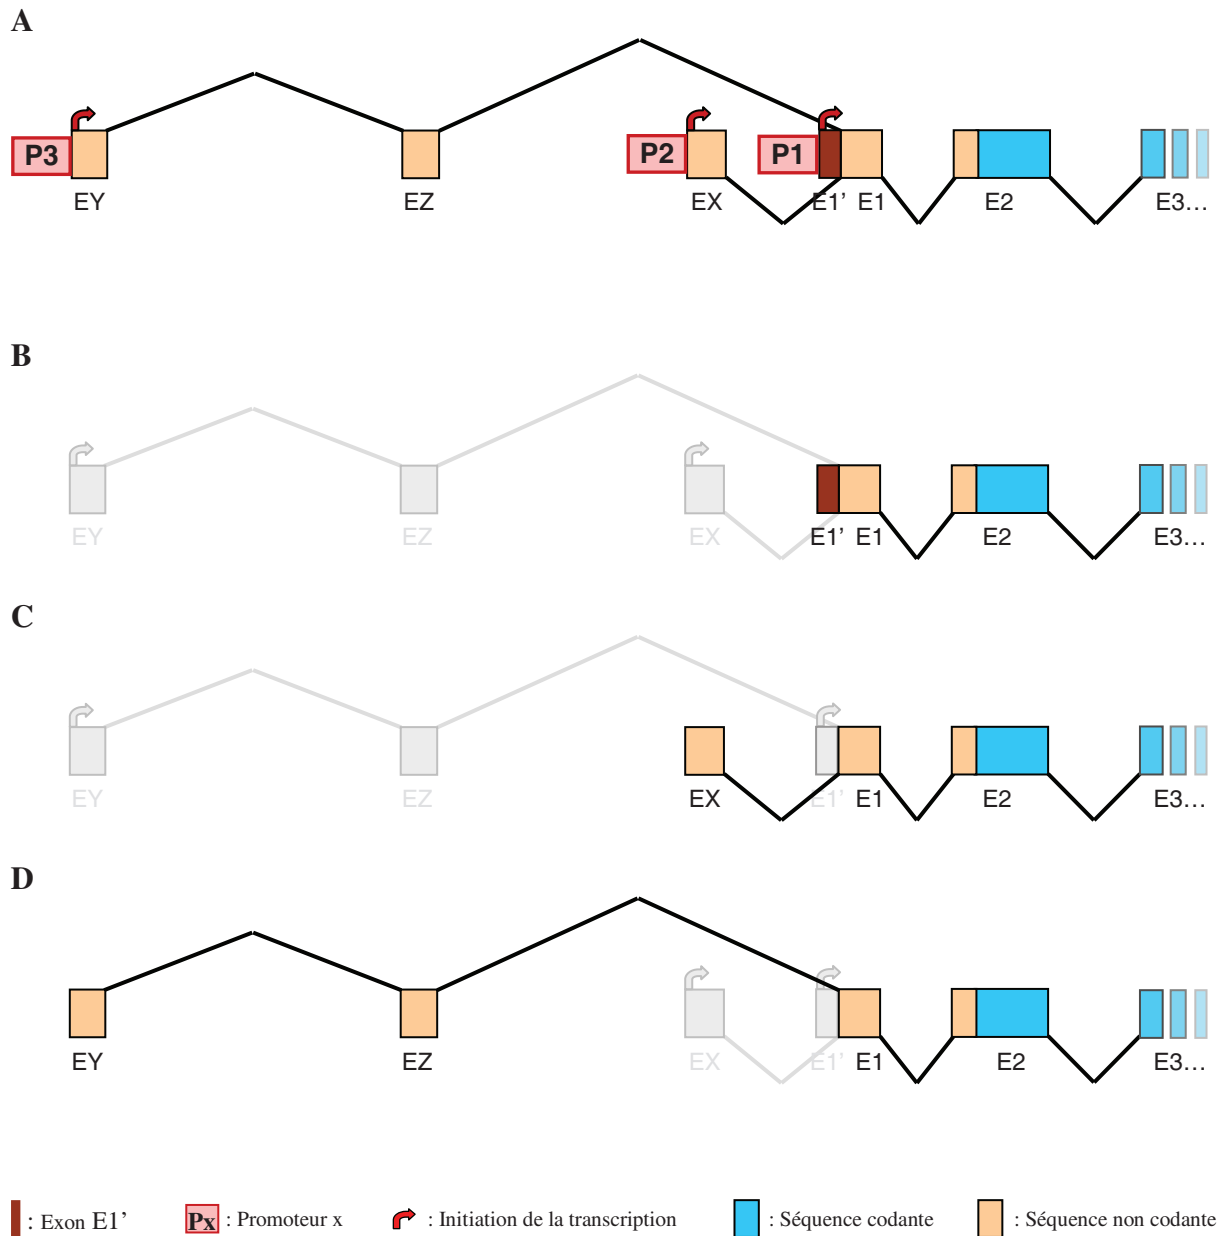 A
P3 P2 P1
EY EZ EX E1’ E1 E2 E3...
B
EY EZ EX E1’ E1 E2 E3...
C
EY EZ EX E1’ E1 E2 E3...
D
EY EZ EX E1’ E1 E2 E3...
: Exon E1’ Px : Promoteur x : Initiation de la transcription : Séquence codante : Séquence non codante